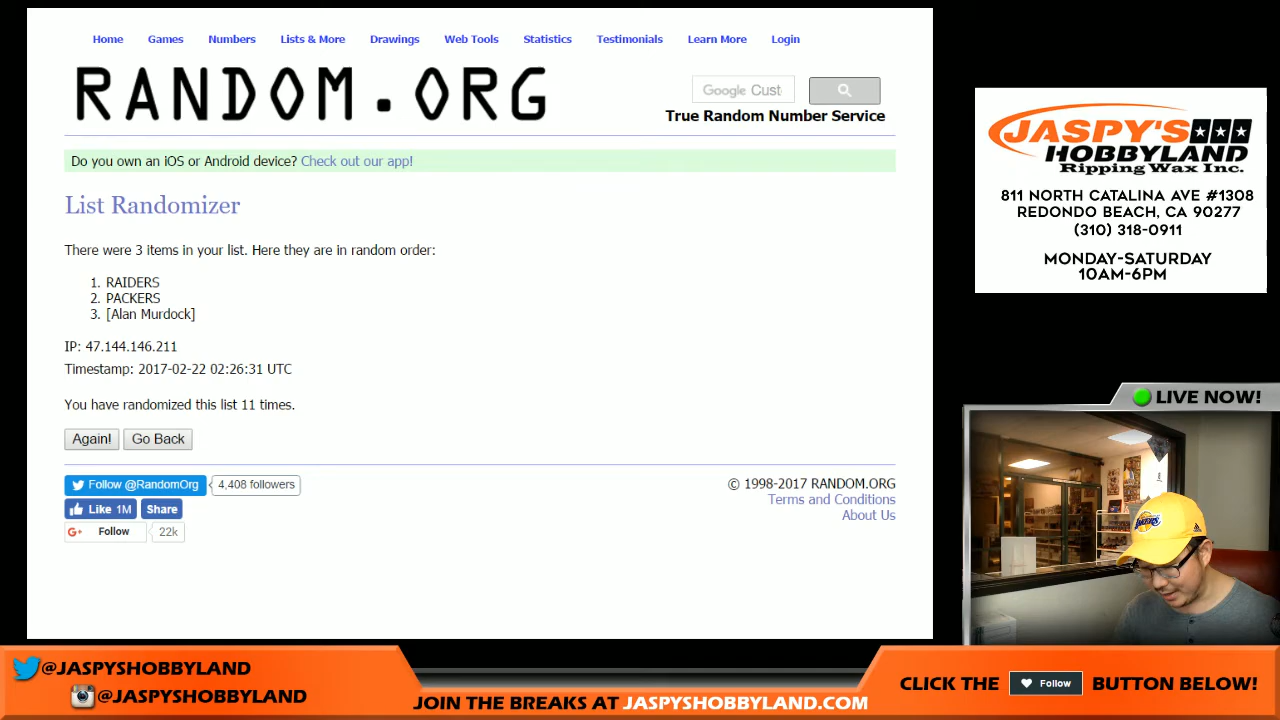 Home Games Numbers Lists & More Drawings Web Tools Statistics Testimonials Learn More Login
RANDOM.ORG
Google Cust
True Random Number Service
Do you own an iOS or Android device? Check out our app!
List Randomizer
There were 3 items in your list. Here they are in random order:
1. RAIDERS
2. PACKERS
3. [Alan Murdock]
IP: 47.144.146.211
Timestamp: 2017-02-22 02:26:31 UTC
You have randomized this list 11 times.
Again! Go Back
Follow @RandomOrg 4,408 followers
Like 1M Share
G+ Follow 22k
© 1998-2017 RANDOM.ORG
Terms and Conditions
About Us
JASPY'S
HOBBYLAND
Ripping Wax Inc.
811 NORTH CATALINA AVE #1308
REDONDO BEACH, CA 90277
(310) 318-0911
MONDAY-SATURDAY
10AM-6PM
LIVE NOW!
LAKERS
@JASPYSHOBBYLAND
@JASPYSHOBBYLAND
JOIN THE BREAKS AT JASPYSHOBBYLAND.COM
CLICK THE Follow BUTTON BELOW!